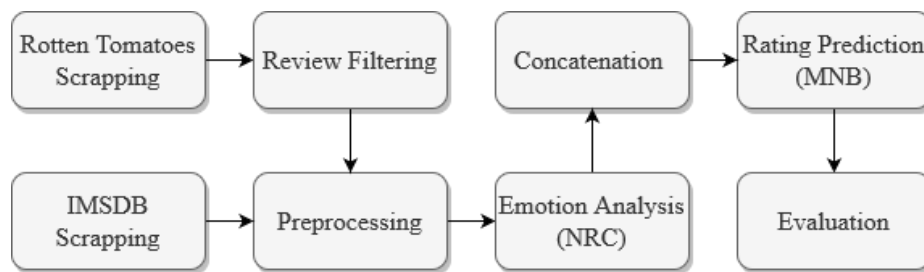 Rotten Tomatoes
Scrapping
Review Filtering
Concatenation
Rating Prediction
(MNB)
IMSDB
Scrapping
Preprocessing
Emotion Analysis
(NRC)
Evaluation